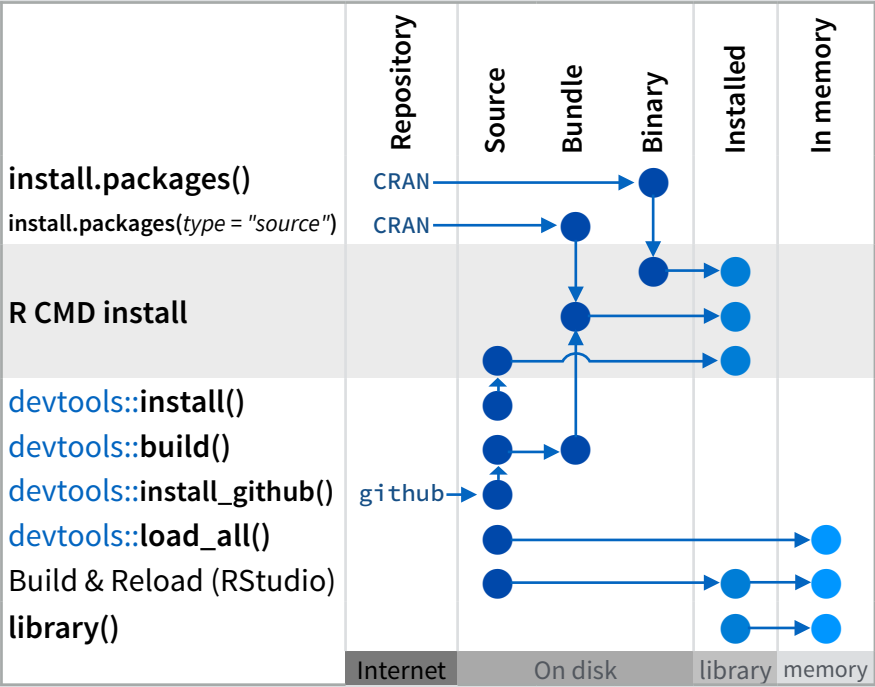 Repository
Source
Bundle
Binary
Installed
In memory
install.packages()
CRAN
install.packages(type = "source")
CRAN
R CMD install
devtools::install()
devtools::build()
devtools::install_github()
github
devtools::load_all()
Build & Reload (RStudio)
library()
Internet
On disk
library
memory